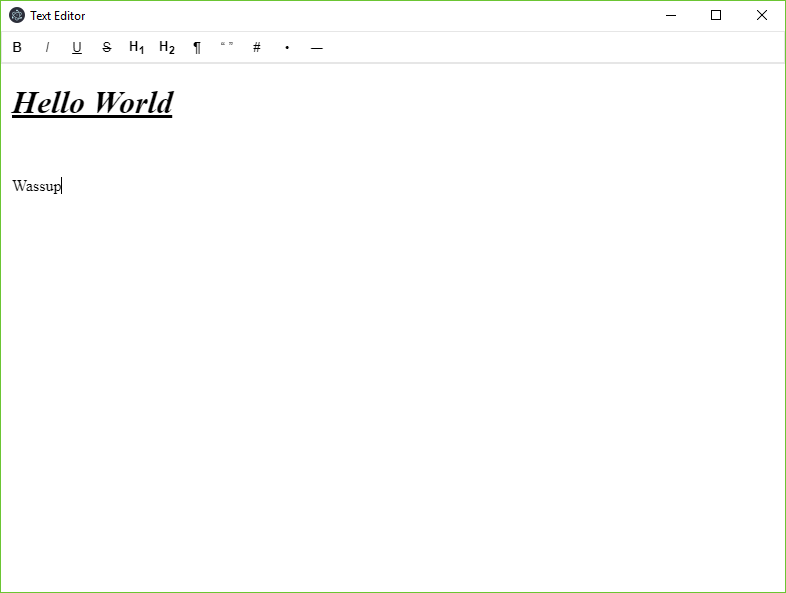 Text Editor
B I U S H1 H2 ¶ “ ” # • —
Hello World
Wassup